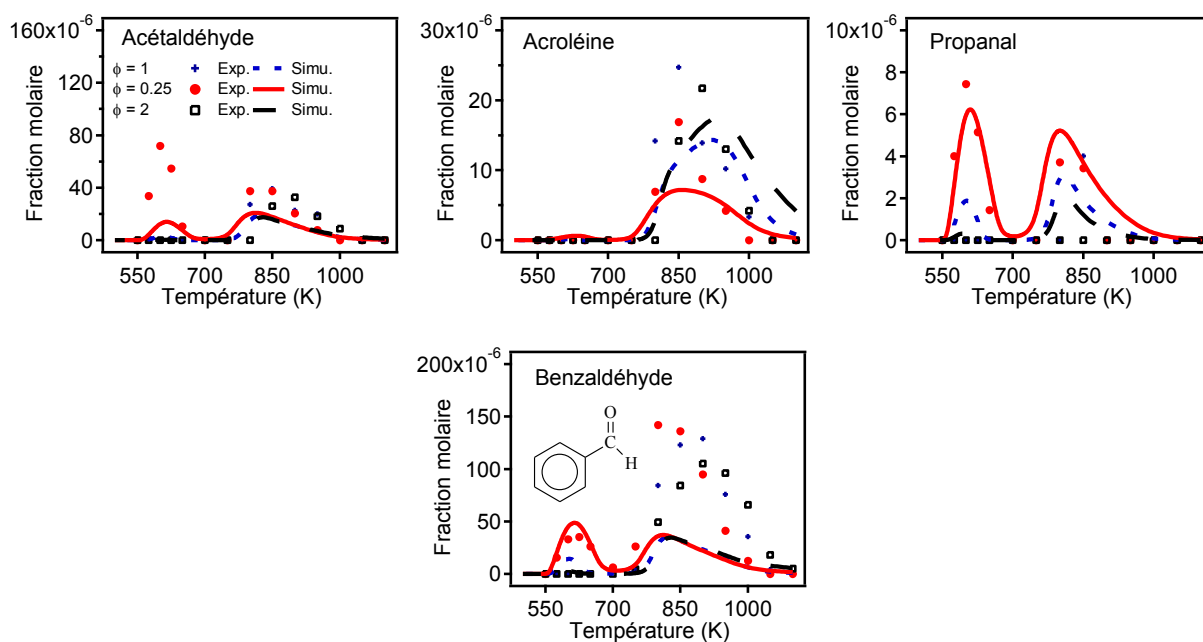 160x10⁻⁶
Acétaldéhyde
ϕ = 1 Exp. Simu.
ϕ = 0.25 Exp. Simu.
ϕ = 2 Exp. Simu.
120
80
40
0
Fraction molaire
550 700 850 1000
Température (K)
30x10⁻⁶
Acroléine
20
10
0
Fraction molaire
550 700 850 1000
Température (K)
10x10⁻⁶
Propanal
8
6
4
2
0
Fraction molaire
550 700 850 1000
Température (K)
200x10⁻⁶
Benzaldéhyde
O
C
H
150
100
50
0
Fraction molaire
550 700 850 1000
Température (K)